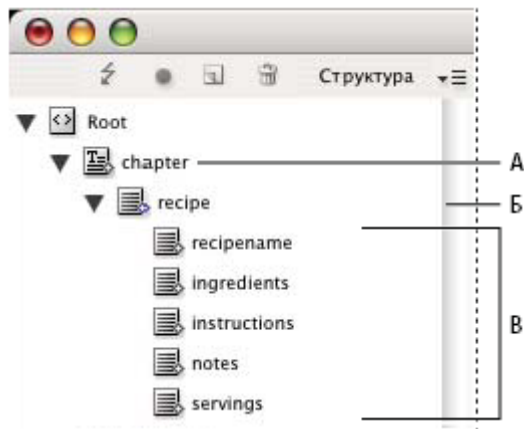 Структура
Root
chapter
А
recipe
Б
recipename
ingredients
instructions
В
notes
servings